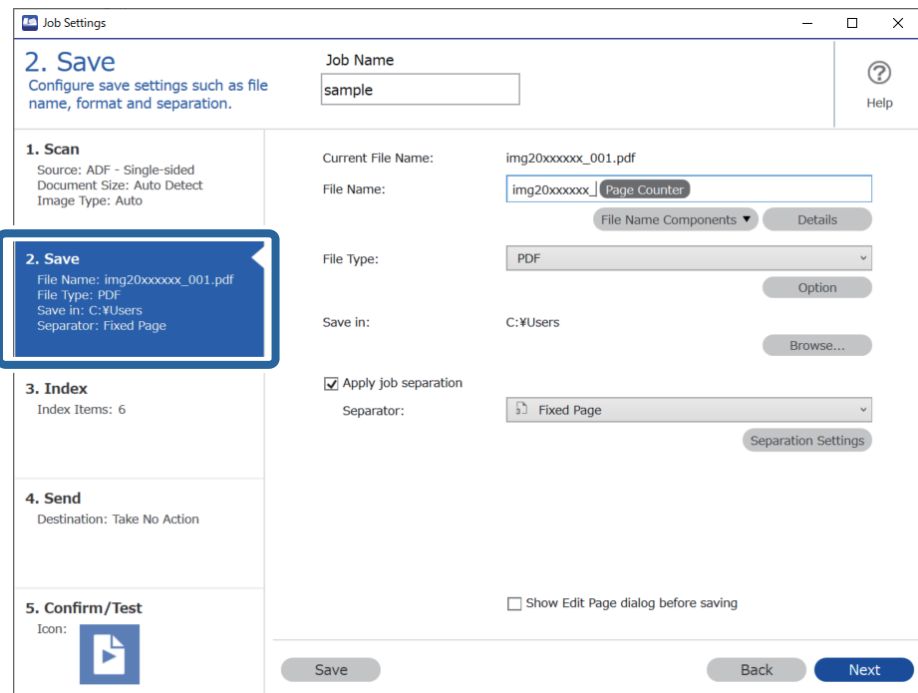 Job Settings
2. Save
Configure save settings such as file
name, format and separation.
Job Name
sample
Help
1. Scan
Source: ADF - Single-sided
Document Size: Auto Detect
Image Type: Auto
2. Save
File Name: img20xxxxxx_001.pdf
File Type: PDF
Save in: C:¥Users
Separator: Fixed Page
3. Index
Index Items: 6
4. Send
Destination: Take No Action
5. Confirm/Test
Icon:
Current File Name: img20xxxxxx_001.pdf
File Name: img20xxxxxx_ Page Counter
File Name Components ▼ Details
File Type: PDF
Option
Save in: C:¥Users
Browse...
Apply job separation
Separator: Fixed Page
Separation Settings
Show Edit Page dialog before saving
Save Back Next